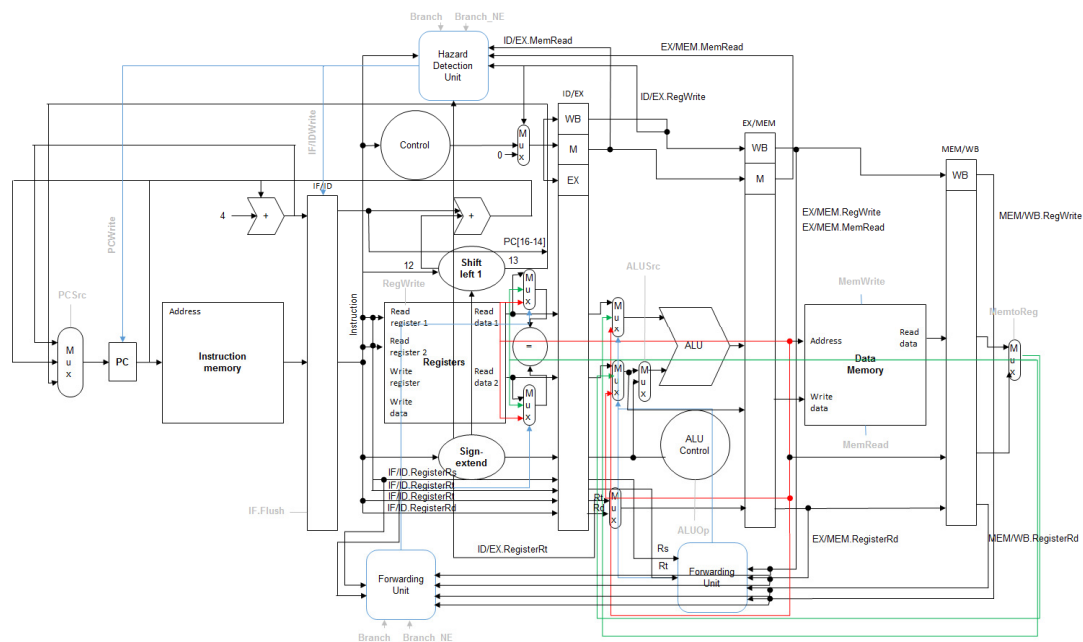 Branch
Branch_NE
Hazard
Detection
Unit
ID/EX.MemRead
EX/MEM.MemRead
ID/EX.RegWrite
ID/EX
WB
M
EX
EX/MEM
WB
M
MEM/WB
WB
Control
M
u
x
0
IF/IDWrite
PCWrite
IF/ID
4
+
+
PC[16-14]
12
13
Shift
left 1
EX/MEM.RegWrite
EX/MEM.MemRead
MEM/WB.RegWrite
PCSrc
M
u
x
PC
Address
Instruction
memory
Instruction
RegWrite
Read
register 1
Read
data 1
Read
register 2
Registers
Write
register
Read
data 2
Write
data
M
u
x
=
M
u
x
ALUSrc
M
u
x
M
u
x
M
u
x
ALU
MemWrite
Address
Read
data
Data
Memory
Write
data
MemRead
MemtoReg
M
u
x
Sign-
extend
ALU
Control
ALUOp
IF/ID.RegisterRs
IF/ID.RegisterRt
IF/ID.RegisterRt
IF/ID.RegisterRd
Rt
Rd
M
u
x
IF.Flush
ID/EX.RegisterRt
Rs
Rt
Forwarding
Unit
EX/MEM.RegisterRd
MEM/WB.RegisterRd
Forwarding
Unit
Branch
Branch_NE